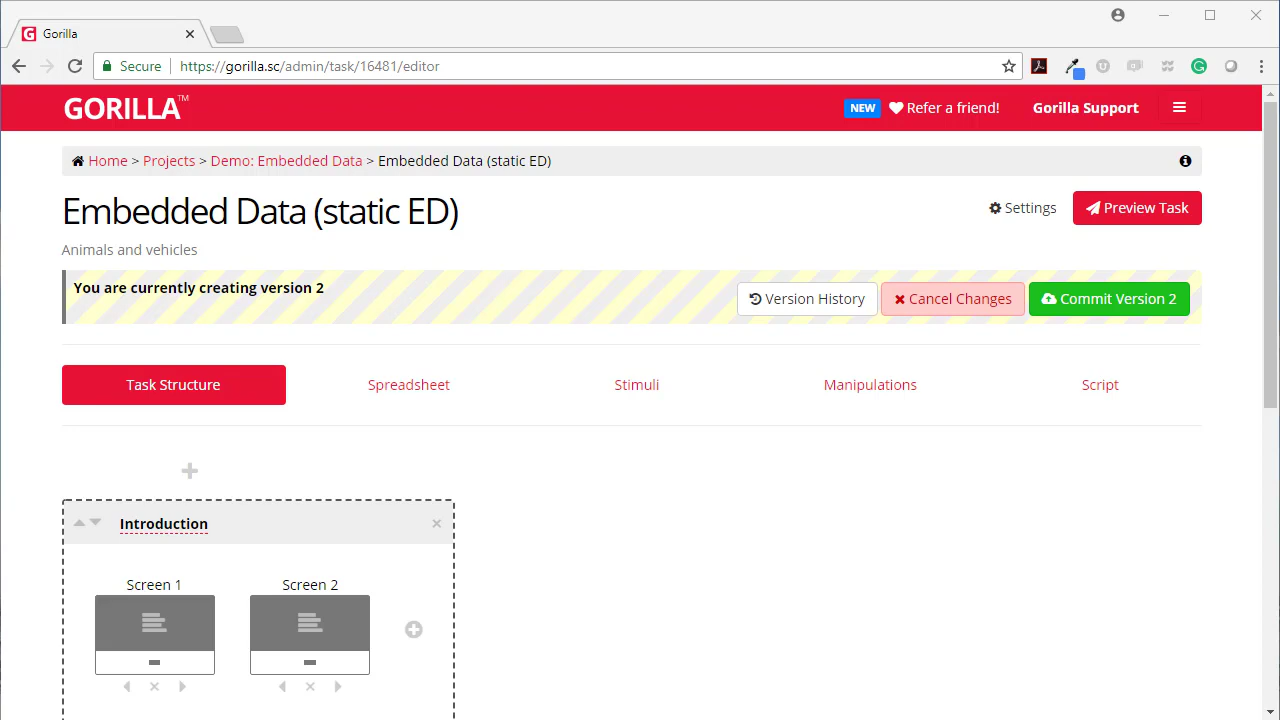 Gorilla
Secure https://gorilla.sc/admin/task/16481/editor
GORILLA™
NEW Refer a friend! Gorilla Support
Home > Projects > Demo: Embedded Data > Embedded Data (static ED)
Embedded Data (static ED)
Settings Preview Task
Animals and vehicles
You are currently creating version 2
Version History Cancel Changes Commit Version 2
Task Structure Spreadsheet Stimuli Manipulations Script
Introduction
Screen 1 Screen 2